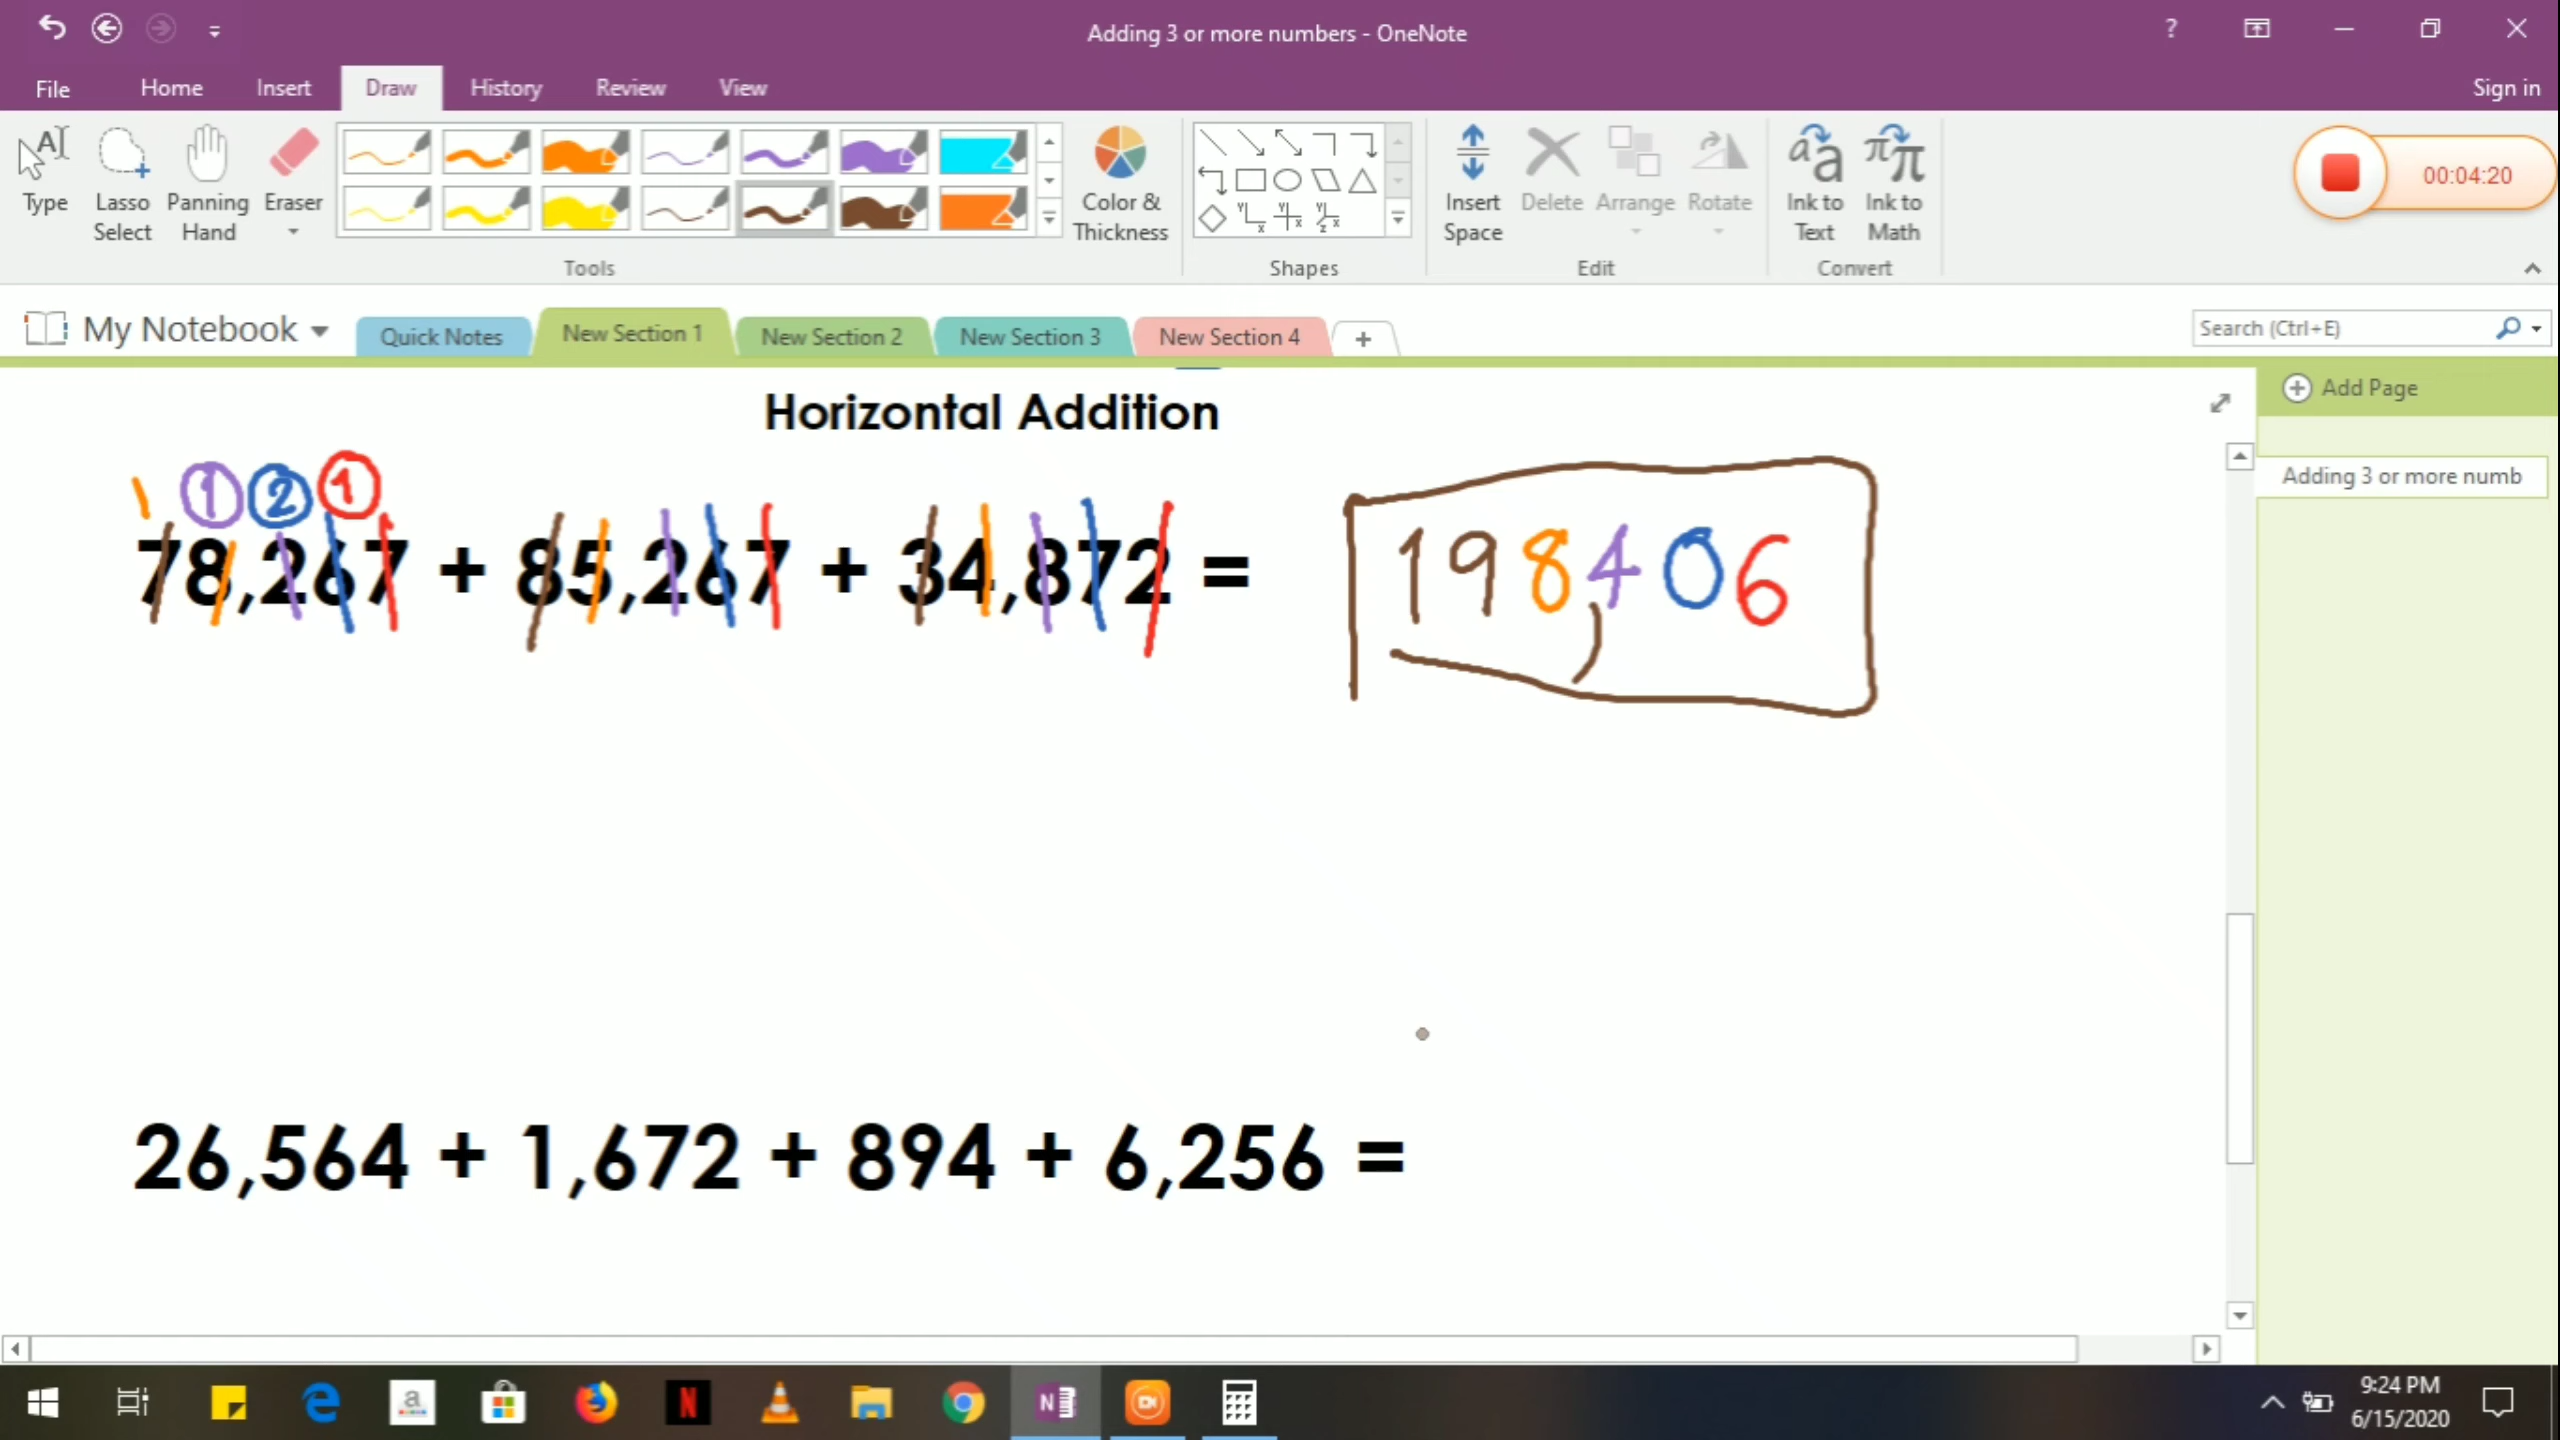 Adding 3 or more numbers - OneNote
?
File Home Insert Draw History Review View Sign in
Type Lasso Select Panning Hand Eraser Color & Thickness Insert Space Delete Arrange Rotate Ink to Text Ink to Math
00:04:20
Tools Shapes Edit Convert
My Notebook Quick Notes New Section 1 New Section 2 New Section 3 New Section 4 + Search (Ctrl+E)
Add Page
Adding 3 or more numb
Horizontal Addition
1 1 2 1
78,267 + 85,267 + 34,872 = 198,406
26,564 + 1,672 + 894 + 6,256 =
9:24 PM
6/15/2020